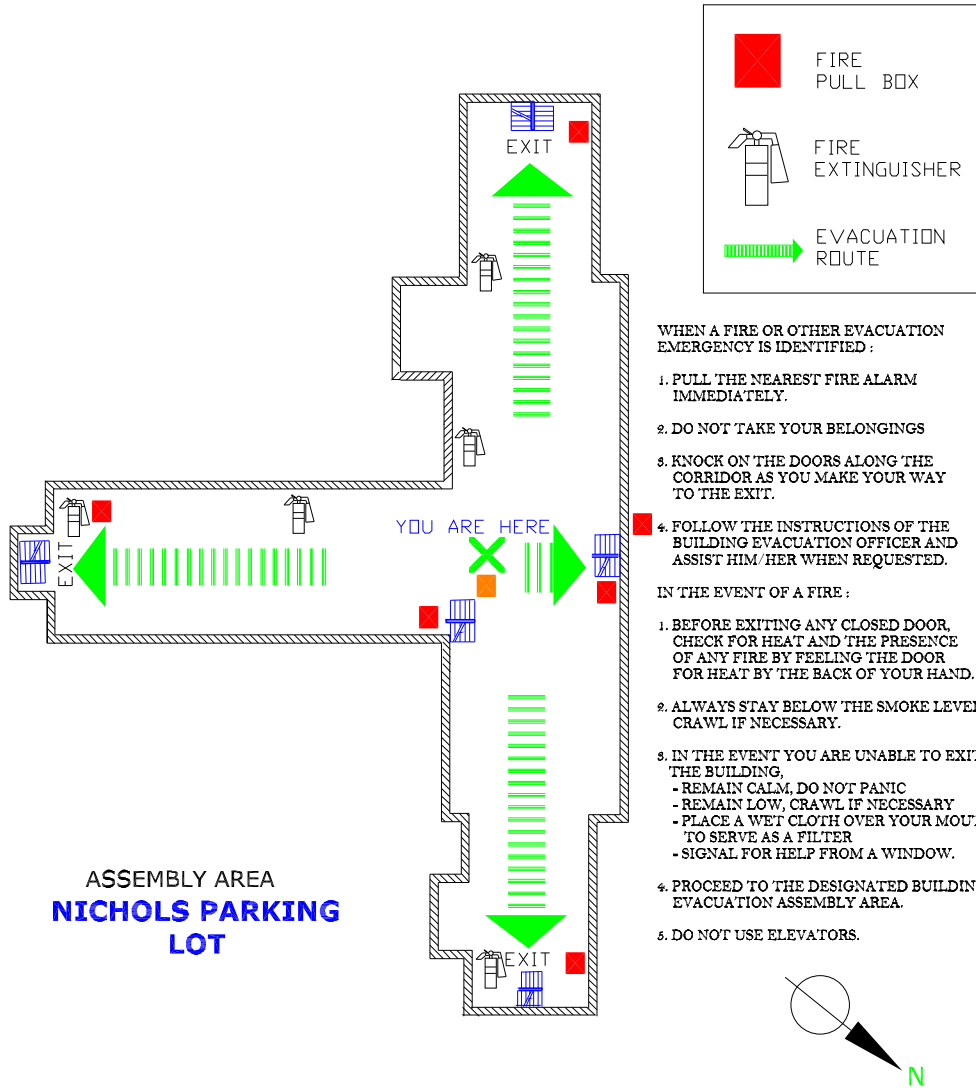 FIRE
PULL BOX
FIRE
EXTINGUISHER
EVACUATION
ROUTE
EXIT
YOU ARE HERE
EXIT
EXIT
WHEN A FIRE OR OTHER EVACUATION
EMERGENCY IS IDENTIFIED :
1. PULL THE NEAREST FIRE ALARM
IMMEDIATELY.
2. DO NOT TAKE YOUR BELONGINGS
3. KNOCK ON THE DOORS ALONG THE
CORRIDOR AS YOU MAKE YOUR WAY
TO THE EXIT.
4. FOLLOW THE INSTRUCTIONS OF THE
BUILDING EVACUATION OFFICER AND
ASSIST HIM/HER WHEN REQUESTED.
IN THE EVENT OF A FIRE :
1. BEFORE EXITING ANY CLOSED DOOR,
CHECK FOR HEAT AND THE PRESENCE
OF ANY FIRE BY FEELING THE DOOR
FOR HEAT BY THE BACK OF YOUR HAND.
2. ALWAYS STAY BELOW THE SMOKE LEVEL
CRAWL IF NECESSARY.
3. IN THE EVENT YOU ARE UNABLE TO EXIT
THE BUILDING,
- REMAIN CALM, DO NOT PANIC
- REMAIN LOW, CRAWL IF NECESSARY
- PLACE A WET CLOTH OVER YOUR MOUT
TO SERVE AS A FILTER
- SIGNAL FOR HELP FROM A WINDOW.
4. PROCEED TO THE DESIGNATED BUILDIN
EVACUATION ASSEMBLY AREA.
5. DO NOT USE ELEVATORS.
ASSEMBLY AREA
NICHOLS PARKING
LOT
N